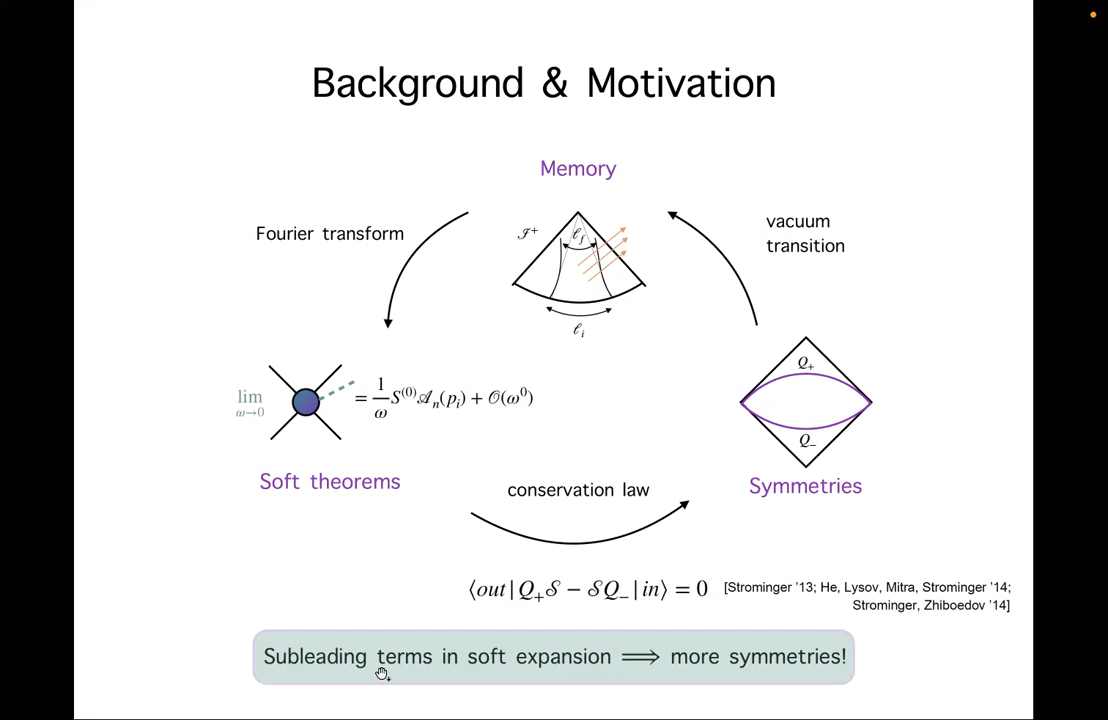 Background & Motivation
Memory
Fourier transform
vacuum
transition
ℐ⁺
ℓ_f
ℓ_i
lim
ω→0
= 1/ω S⁽⁰⁾𝒜ₙ(pᵢ) + 𝒪(ω⁰)
Q₊
Q₋
Soft theorems
Symmetries
conservation law
⟨out|Q₊𝒮 − 𝒮Q₋|in⟩ = 0
[Strominger '13; He, Lysov, Mitra, Strominger '14;
Strominger, Zhiboedov '14]
Subleading terms in soft expansion ⟹ more symmetries!